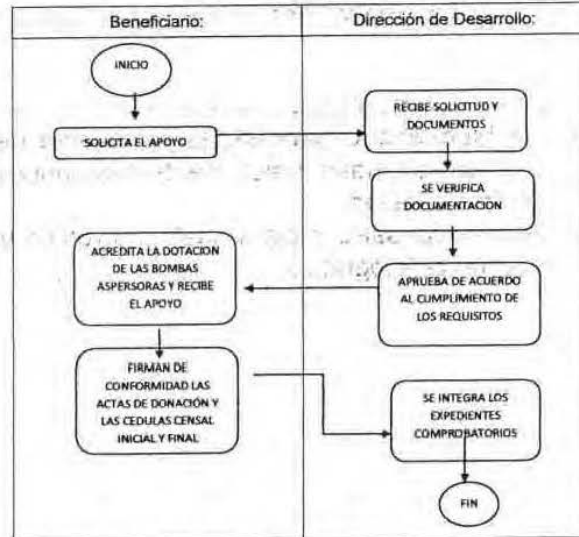 Beneficiario:
Dirección de Desarrollo:
INICIO
SOLICITA EL APOYO
RECIBE SOLICITUD Y
DOCUMENTOS
SE VERIFICA
DOCUMENTACION
APRUEBA DE ACUERDO
AL CUMPLIMIENTO DE
LOS REQUISITOS
ACREDITA LA DOTACION
DE LAS BOMBAS
ASPERSORAS Y RECIBE
EL APOYO
FIRMAN DE
CONFORMIDAD LAS
ACTAS DE DONACIÓN Y
LAS CEDULAS CENSAL
INICIAL Y FINAL
SE INTEGRA LOS
EXPEDIENTES
COMPROBATORIOS
FIN